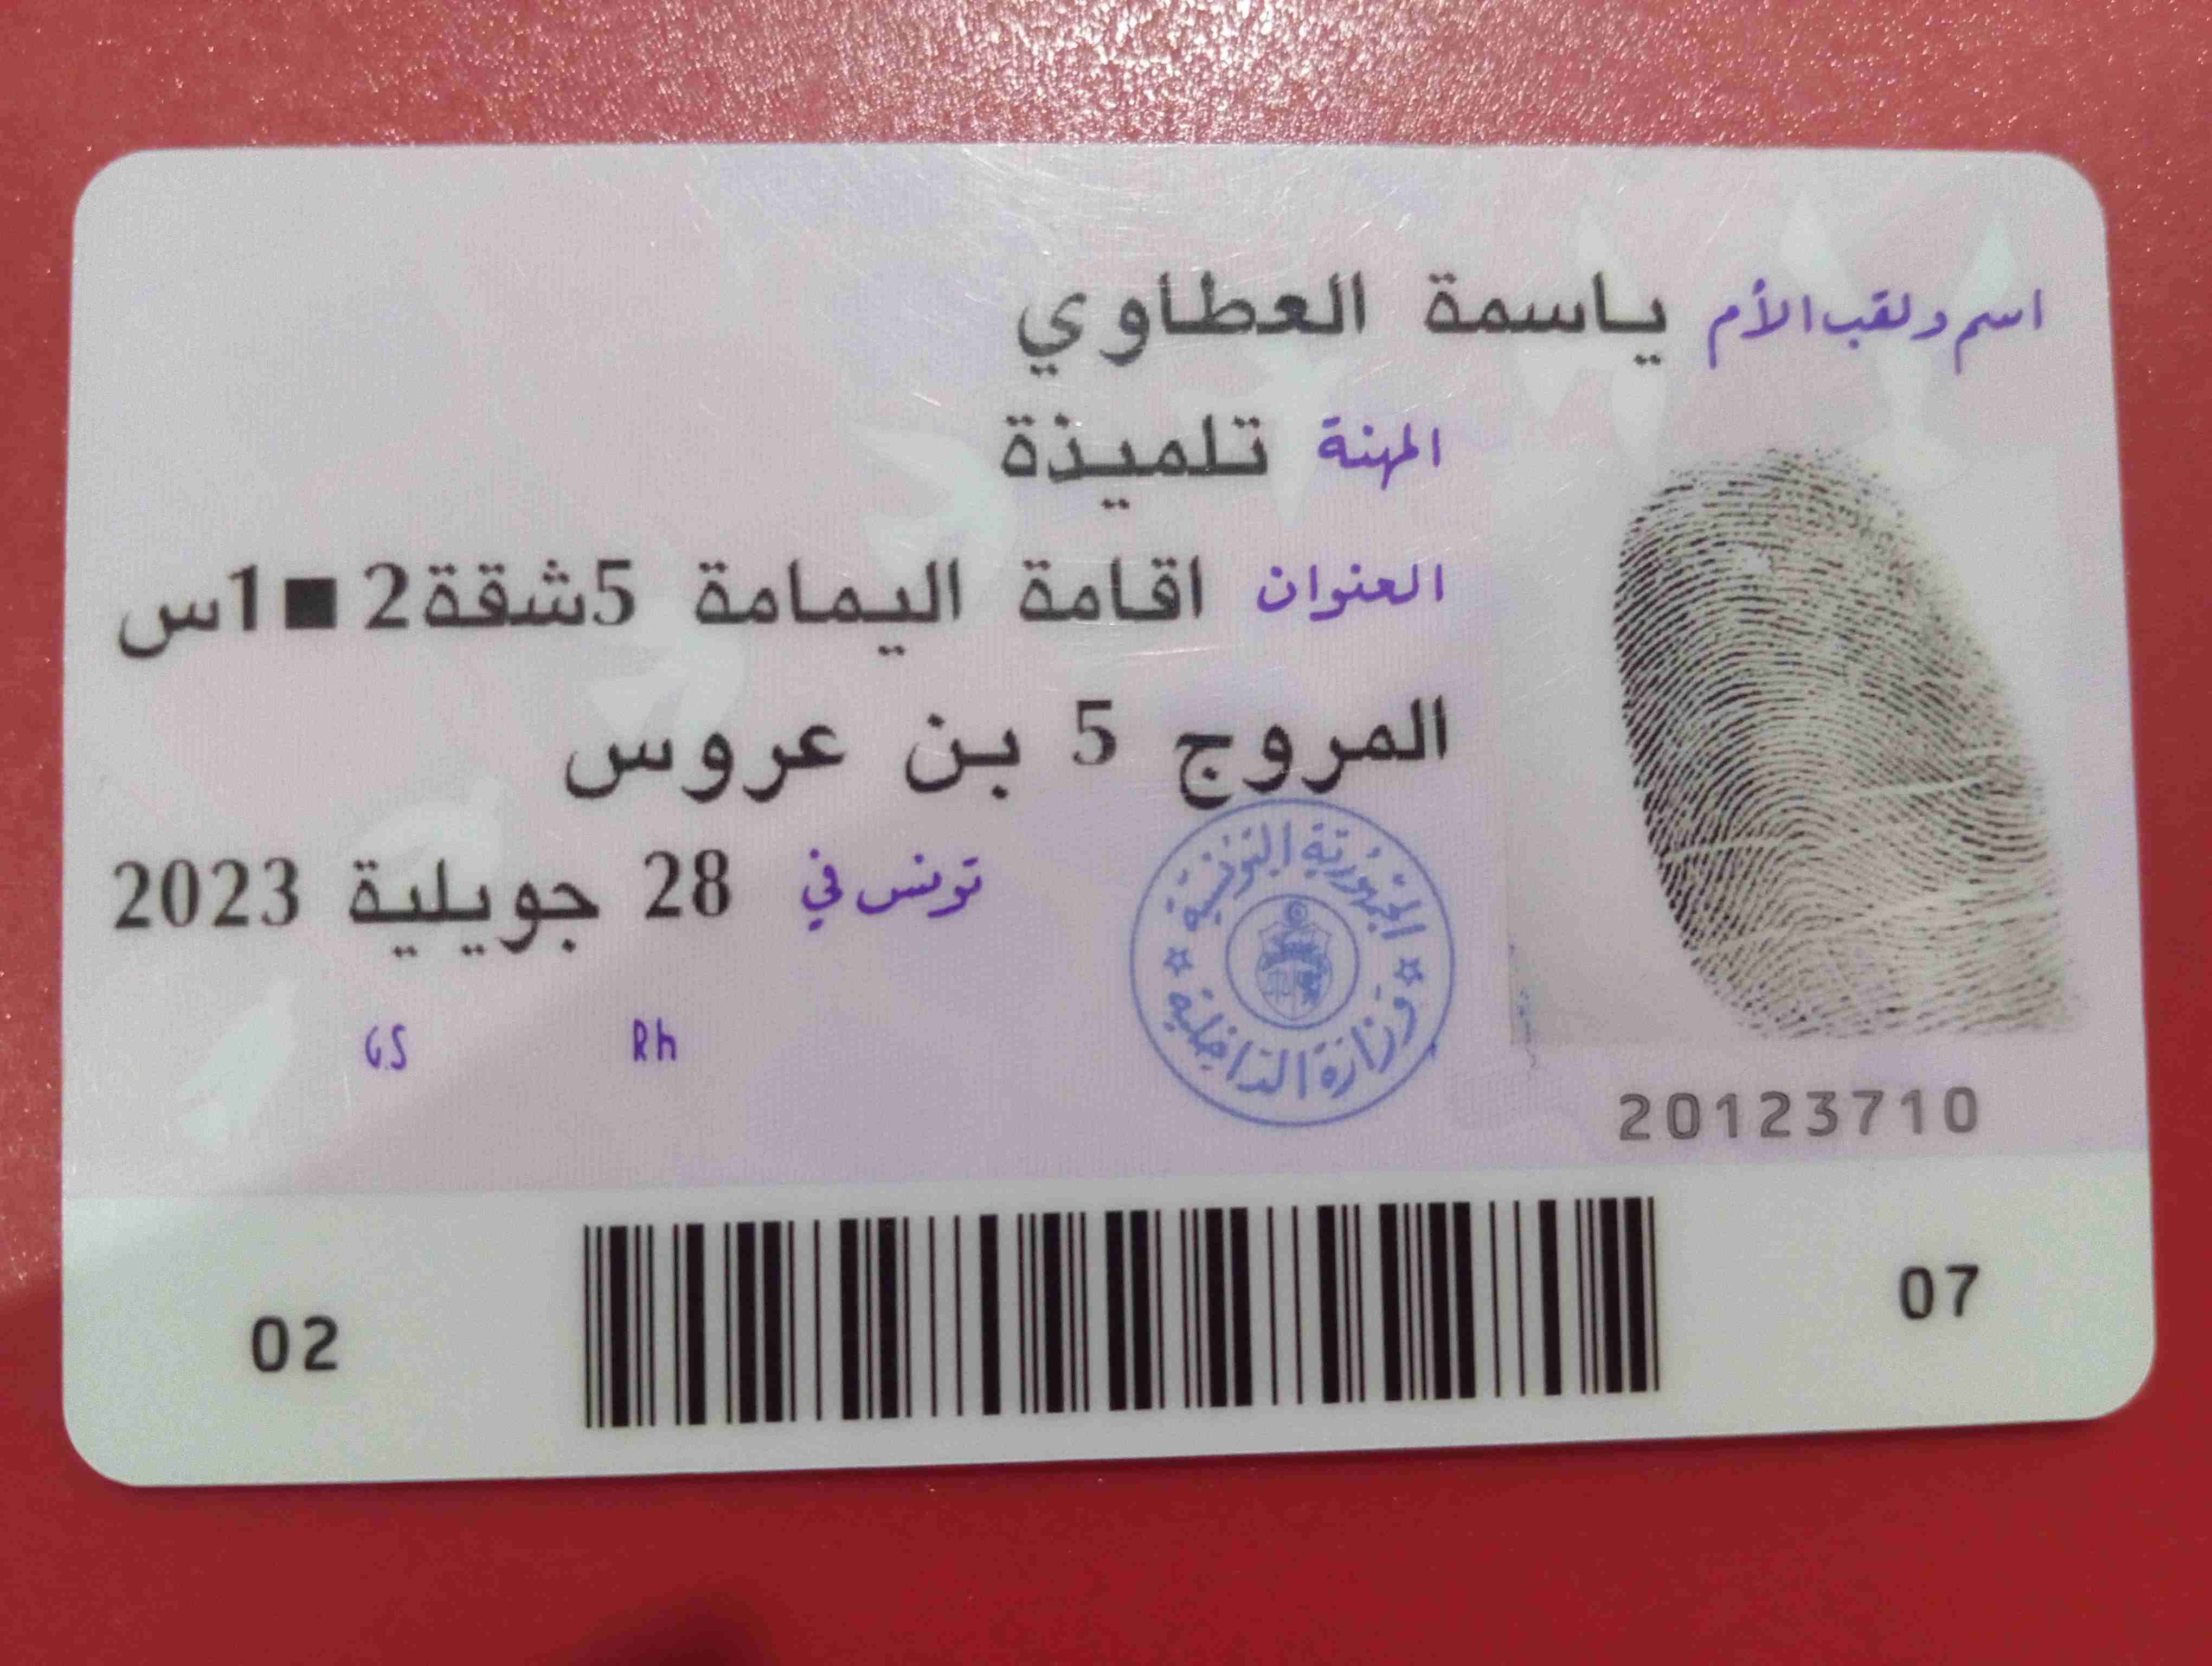 اسم ولقب الأم ياسمة العطاوي
المهنة تلميذة
العنوان اقامة اليمامة 5شقة2■1س
المروج 5 بن عروس
تونس في 28 جويلية 2023
الجمهورية التونسية
وزارة الداخلية
Rh
GS
20123710
07
02